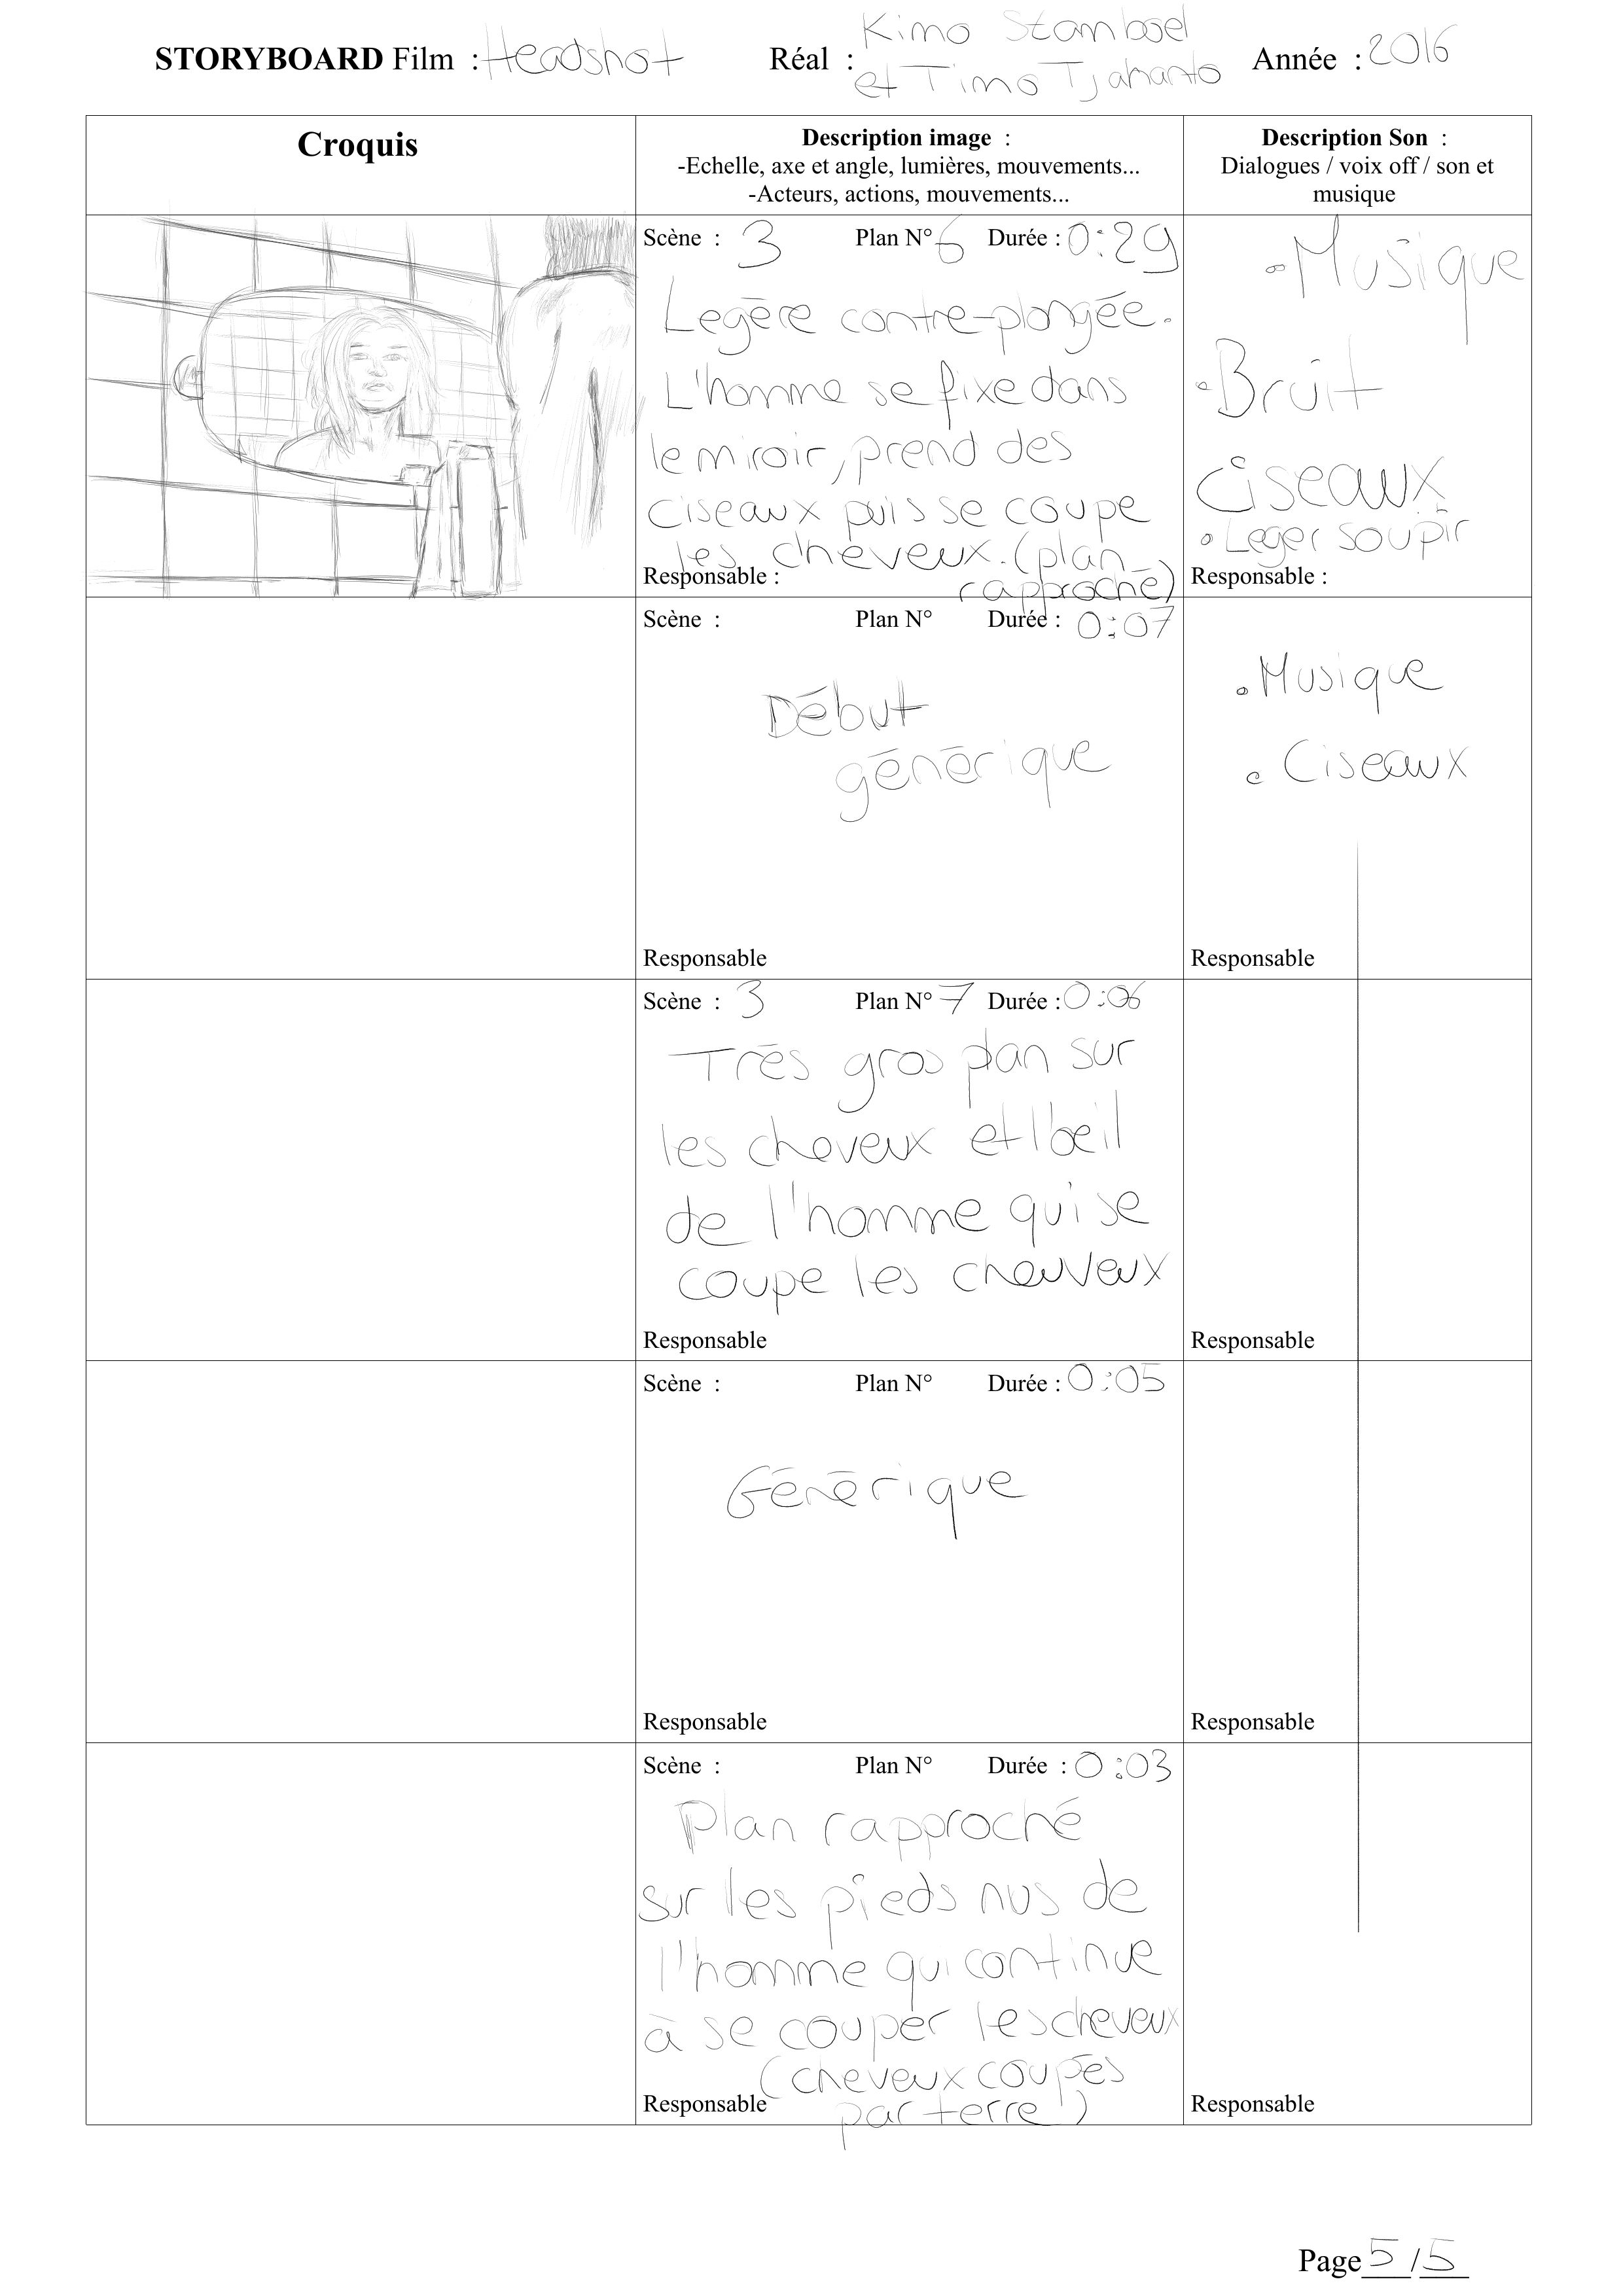 Kimo Stamboel
STORYBOARD Film : Headshot Réal : et Timo Tjahanto Année : 2016
Croquis
Description image :
-Echelle, axe et angle, lumières, mouvements...
-Acteurs, actions, mouvements...
Description Son :
Dialogues / voix off / son et
musique
Scène : 3 Plan N° 6 Durée : 0:29
Legère contre-plongée.
L'homme se fixe dans
le miroir, prend des
ciseaux puis se coupe
les cheveux. (plan
rapproché)
Responsable :
Musique
Bruit
Ciseaux
Leger soupir
Responsable :
Scène : Plan N° Durée : 0:07
Début
générique
Responsable
Musique
Ciseaux
Responsable
Scène : 3 Plan N° 7 Durée : 0:06
Très gros plan sur
les cheveux et l'oeil
de l'homme qui se
coupe les cheuveux
Responsable
Responsable
Scène : Plan N° Durée : 0:05
Générique
Responsable
Responsable
Scène : Plan N° Durée : 0:03
Plan rapproché
sur les pieds nus de
l'homme qui continue
à se couper les cheveux
(cheveux coupés
par terre)
Responsable
Responsable
Page 5 / 5